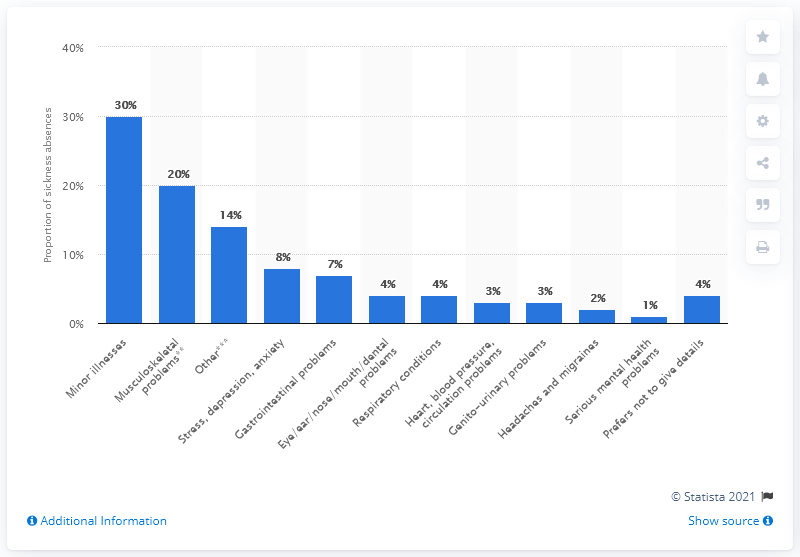 40%
30%
20%
10%
0%
Proportion of sickness absences
30%
20%
14%
8%
7%
4%
4%
3%
3%
2%
1%
4%
Minor illnesses
Musculoskeletal
problems**
Other***
Stress, depression, anxiety
Gastrointestinal problems
Eye/ear/nose/mouth/dental
problems
Respiratory conditions
Heart, blood pressure,
circulation problems
Genito-urinary problems
Headaches and migraines
Serious mental health
problems
Prefers not to give details
© Statista 2021
Additional Information
Show source